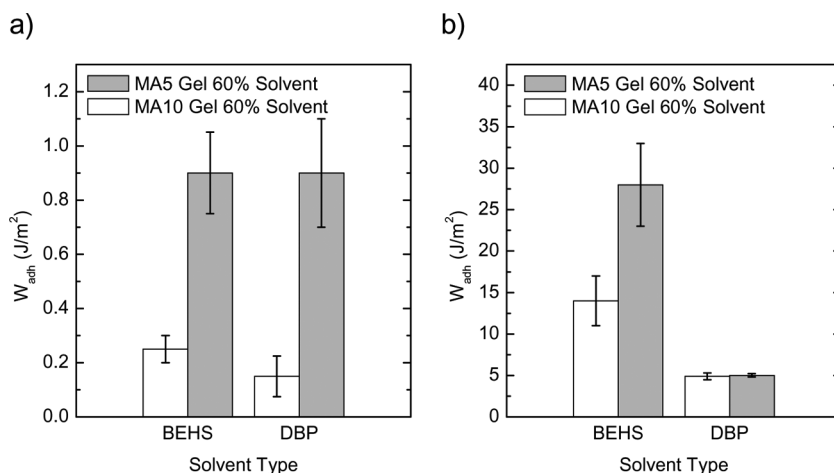 a)
MA5 Gel 60% Solvent
MA10 Gel 60% Solvent
1.2
1.0
0.8
0.6
0.4
0.2
0.0
W_adh (J/m²)
BEHS DBP
Solvent Type
b)
MA5 Gel 60% Solvent
MA10 Gel 60% Solvent
40
35
30
25
20
15
10
5
0
W_adh (J/m²)
BEHS DBP
Solvent Type